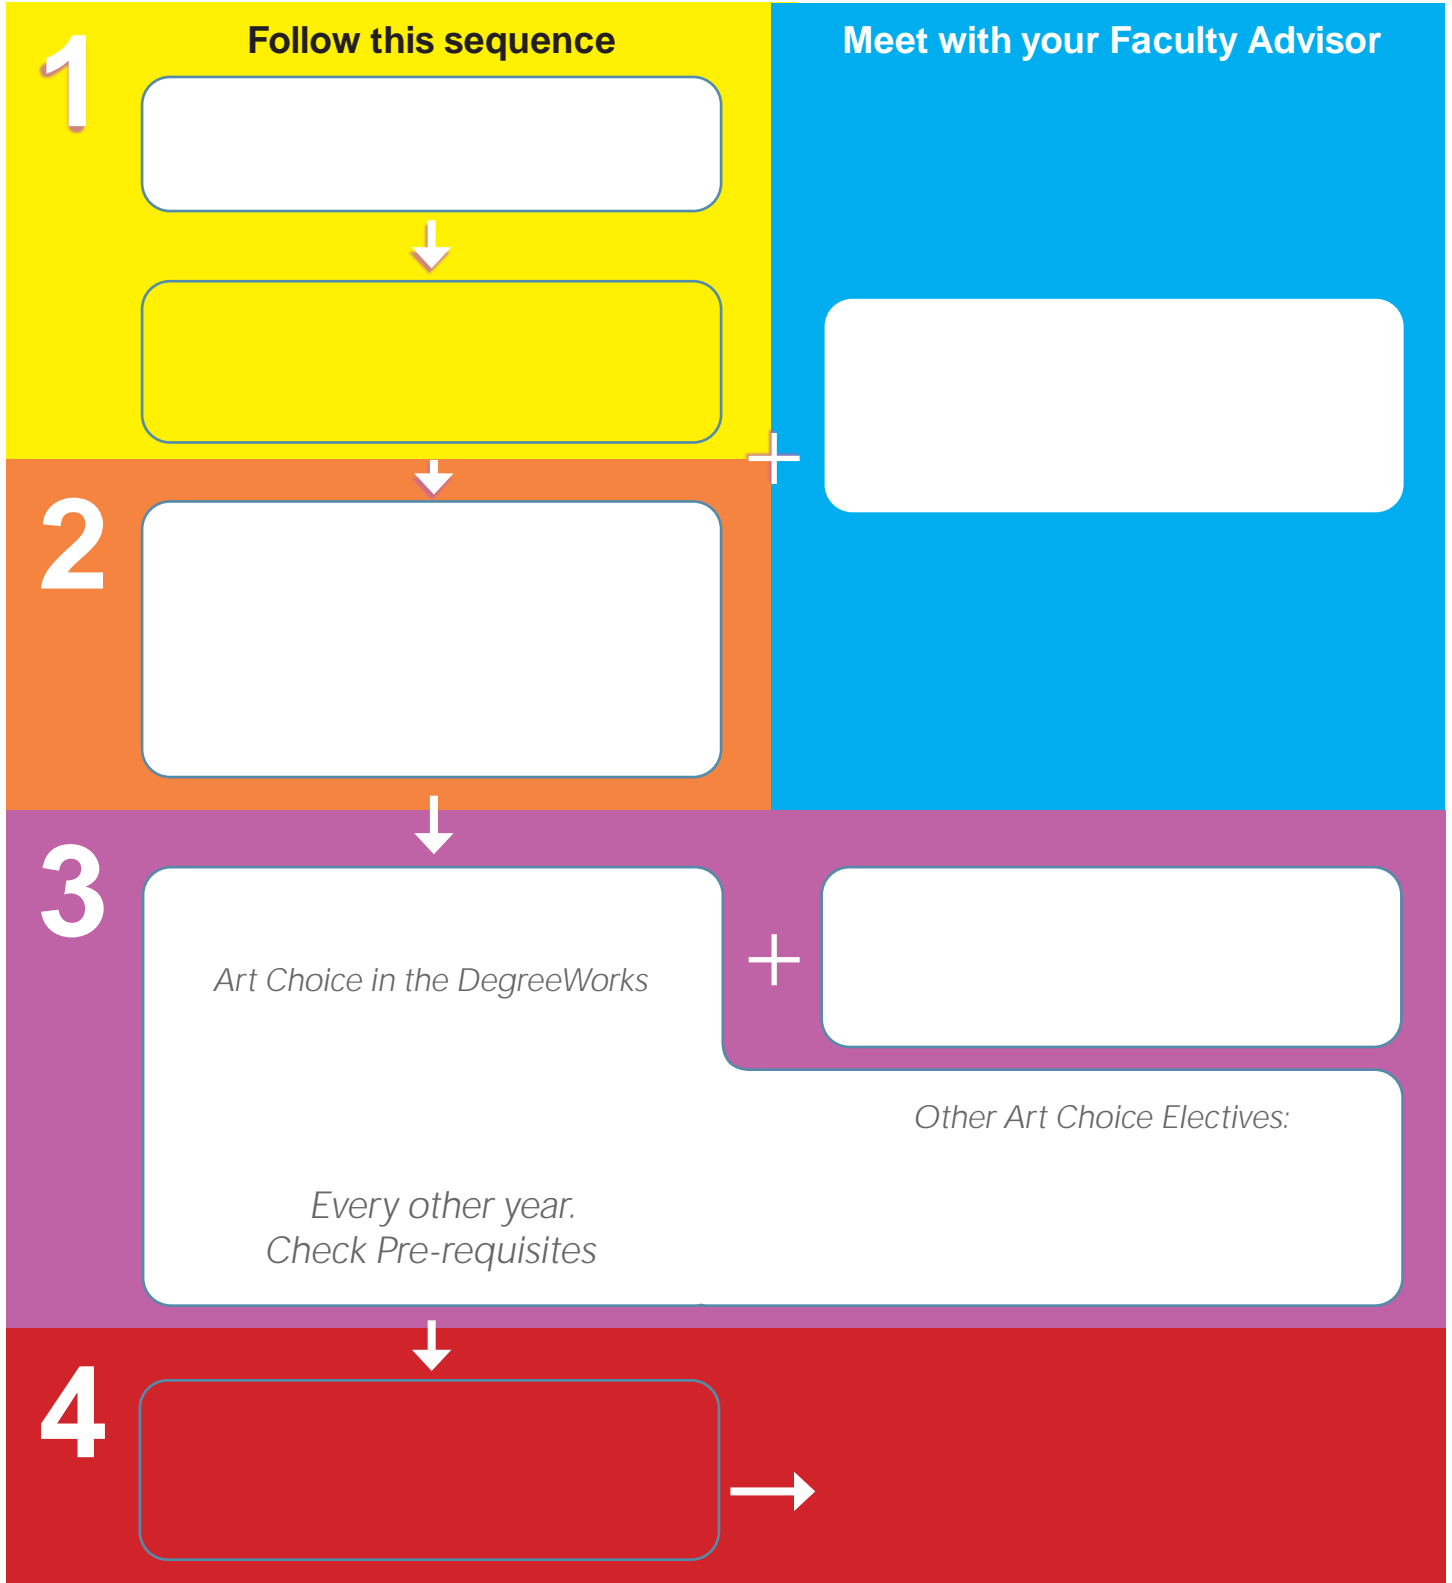 1
Follow this sequence
Meet with your Faculty Advisor
2
3
Art Choice in the DegreeWorks
Other Art Choice Electives:
Every other year.
Check Pre-requisites
4